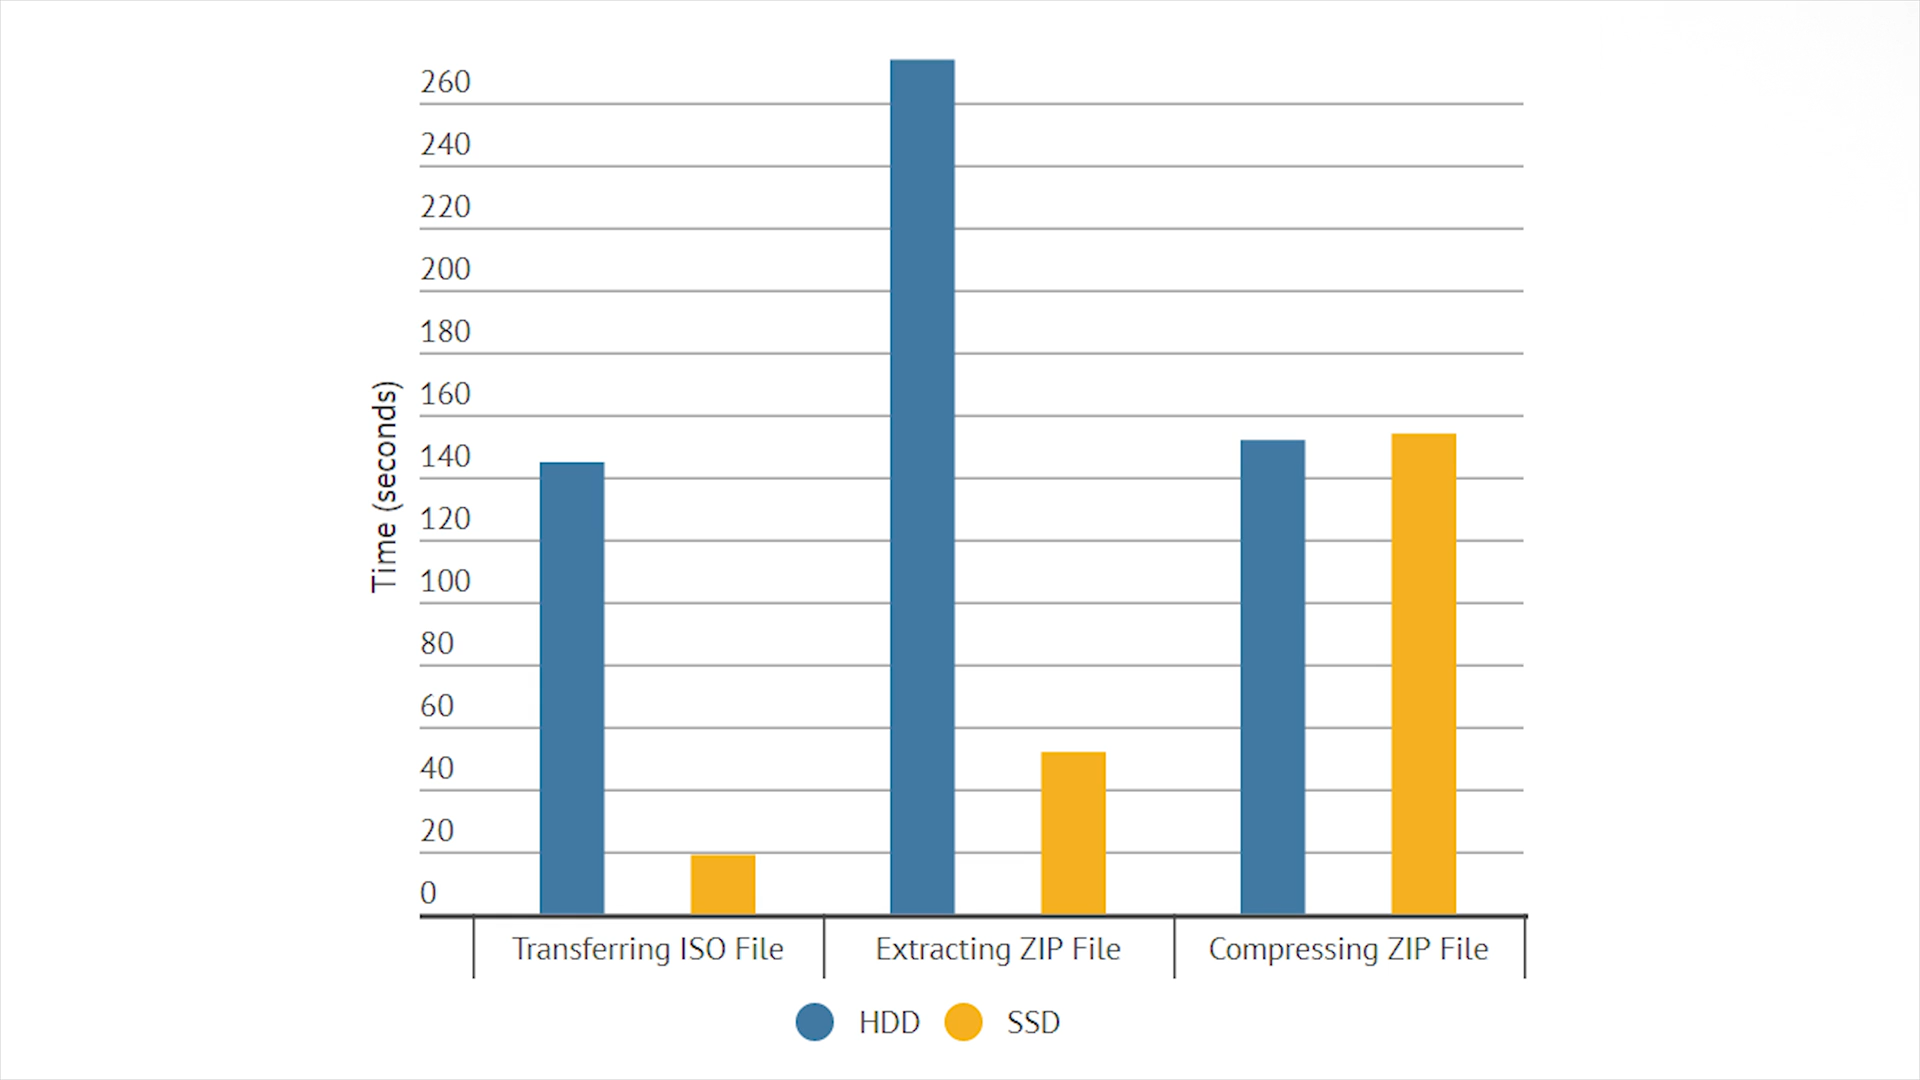 260
240
220
200
180
160
140
120
100
80
60
40
20
0
Time (seconds)
Transferring ISO File
Extracting ZIP File
Compressing ZIP File
HDD
SSD